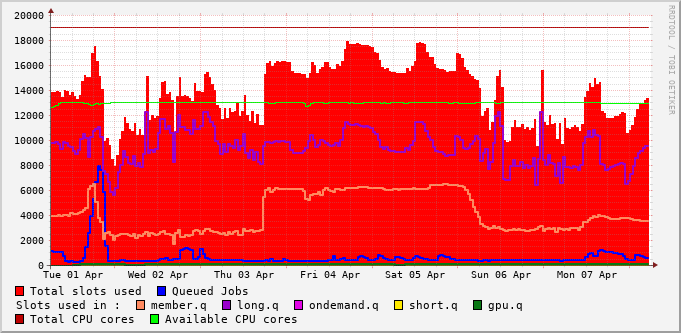 20000
18000
16000
14000
12000
10000
8000
6000
4000
2000
0
Tue 01 Apr Wed 02 Apr Thu 03 Apr Fri 04 Apr Sat 05 Apr Sun 06 Apr Mon 07 Apr
Total slots used Queued Jobs
Slots used in : member.q long.q ondemand.q short.q gpu.q
Total CPU cores Available CPU cores
RRDTOOL / TOBI OETIKER